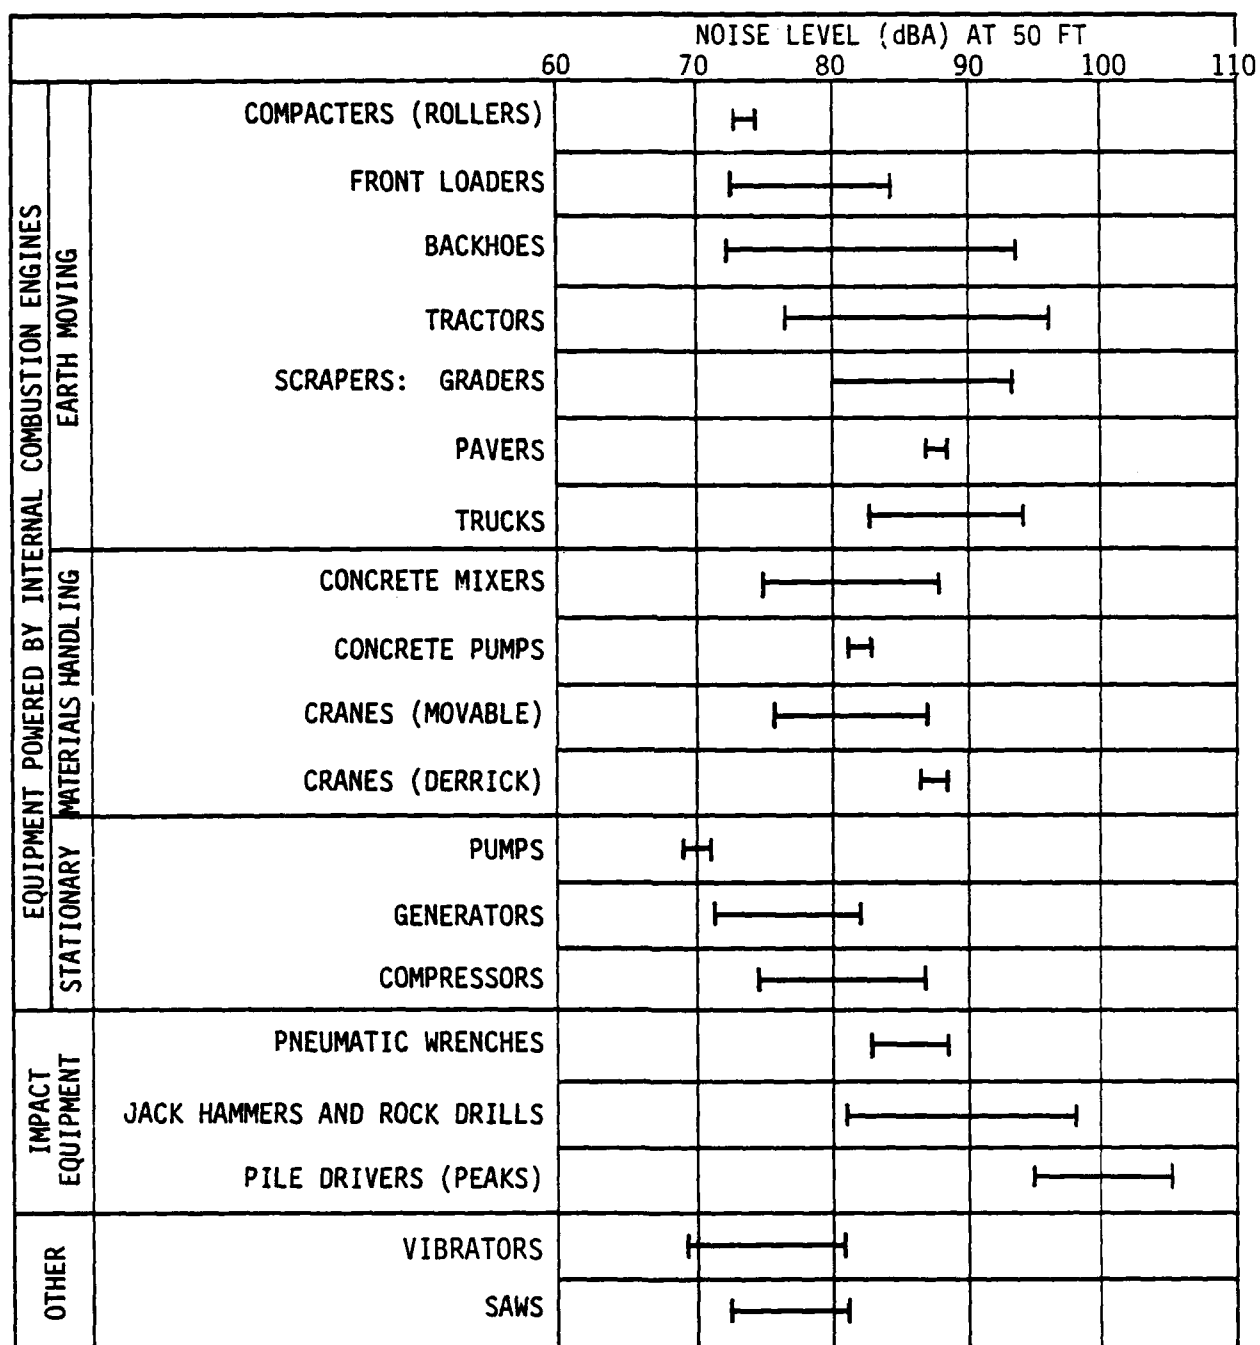 NOISE LEVEL (dBA) AT 50 FT
60 70 80 90 100 110
EQUIPMENT POWERED BY INTERNAL COMBUSTION ENGINES
EARTH MOVING
COMPACTERS (ROLLERS)
FRONT LOADERS
BACKHOES
TRACTORS
SCRAPERS: GRADERS
PAVERS
TRUCKS
MATERIALS HANDLING
CONCRETE MIXERS
CONCRETE PUMPS
CRANES (MOVABLE)
CRANES (DERRICK)
STATIONARY
PUMPS
GENERATORS
COMPRESSORS
IMPACT
EQUIPMENT
PNEUMATIC WRENCHES
JACK HAMMERS AND ROCK DRILLS
PILE DRIVERS (PEAKS)
OTHER
VIBRATORS
SAWS